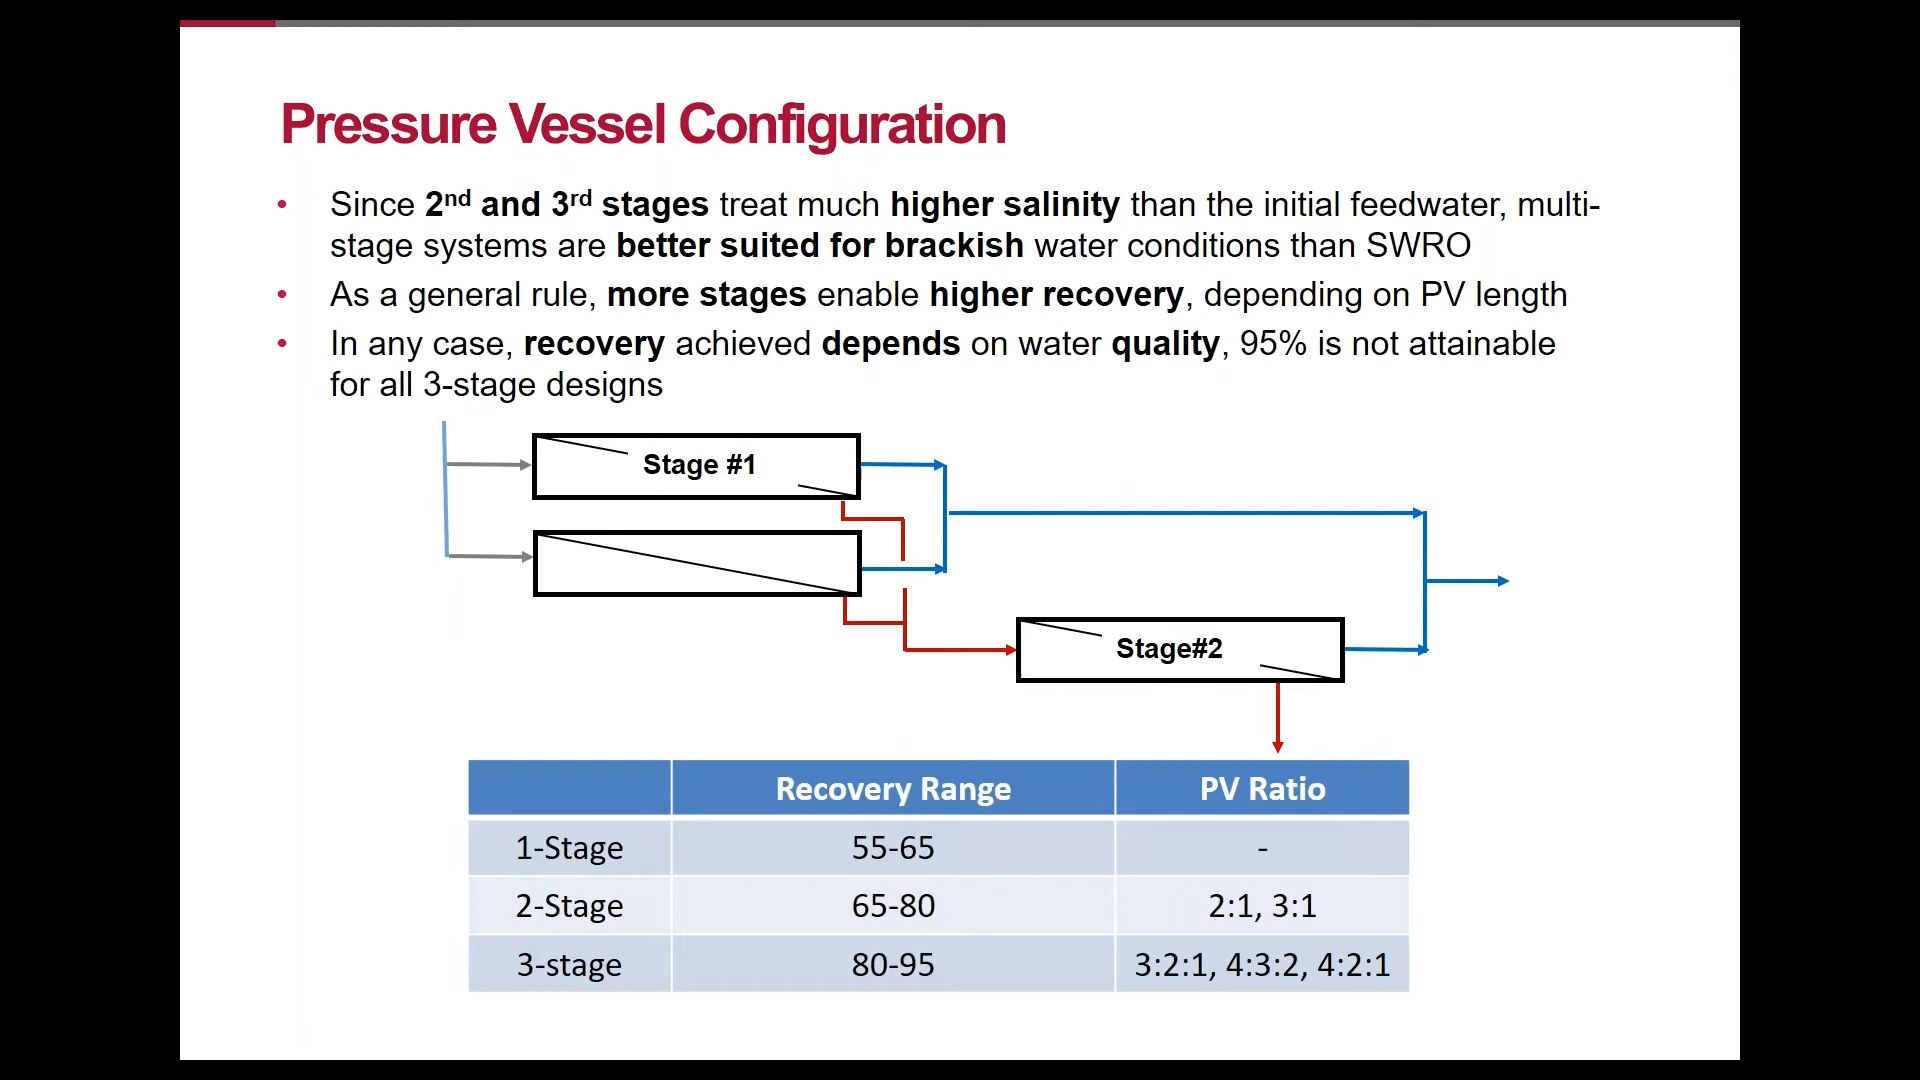 Pressure Vessel Configuration
• Since 2nd and 3rd stages treat much higher salinity than the initial feedwater, multi-
stage systems are better suited for brackish water conditions than SWRO
• As a general rule, more stages enable higher recovery, depending on PV length
• In any case, recovery achieved depends on water quality, 95% is not attainable
for all 3-stage designs
Stage #1
Stage#2
Recovery Range PV Ratio
1-Stage 55-65 -
2-Stage 65-80 2:1, 3:1
3-stage 80-95 3:2:1, 4:3:2, 4:2:1